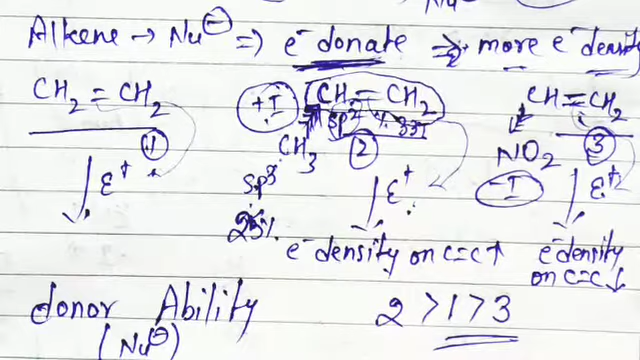 Alkene → Nu⊖ ⇒ e⁻ donate ⇒ more e⁻ density
CH₂ = CH₂
+I
CH = CH₂
CH = CH₂
sp² % 33%
CH₃
NO₂
1
2
3
-I
E⁺
E⁺
E⁺
sp³
25%
e⁻ density on c=c ↑
e⁻ density on c=c ↓
donor Ability
(Nu⊖)
2 > 1 > 3